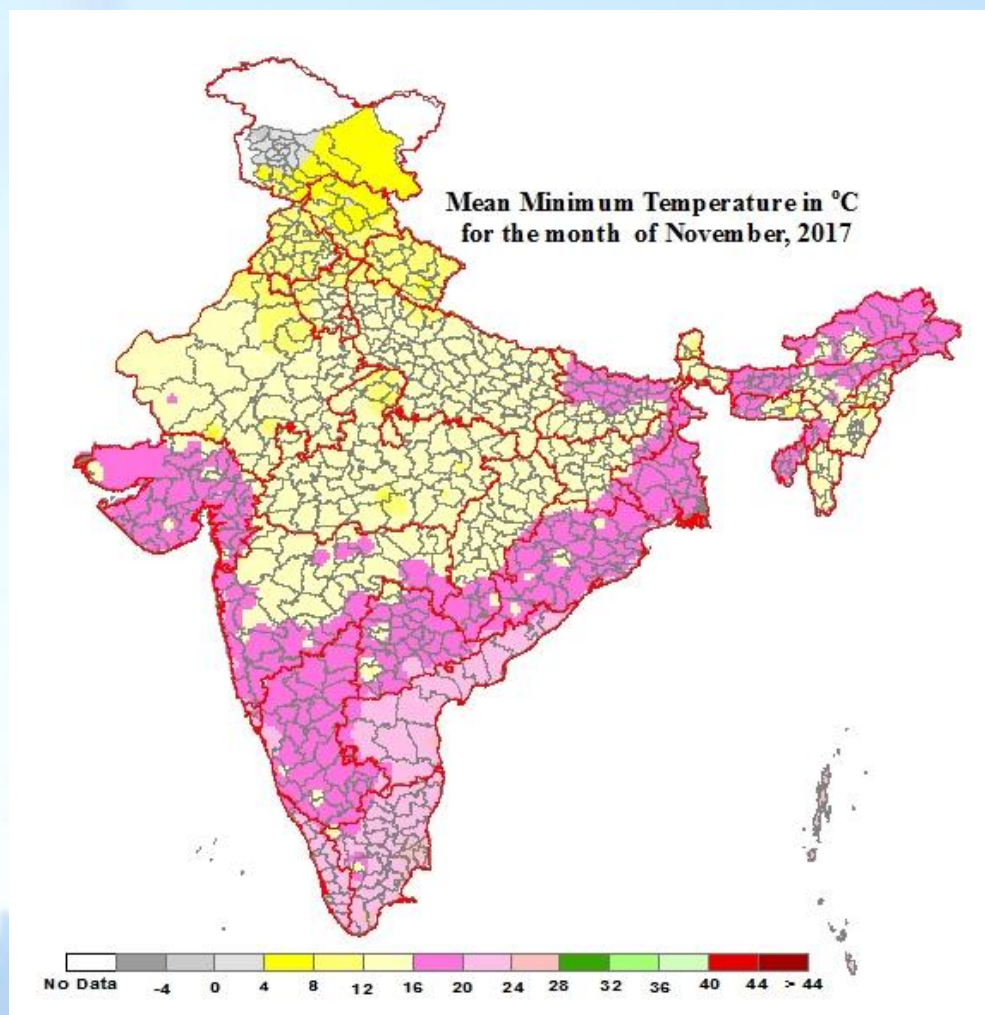 Mean Minimum Temperature in °C
for the month of November, 2017
No Data -4 0 4 8 12 16 20 24 28 32 36 40 44 > 44